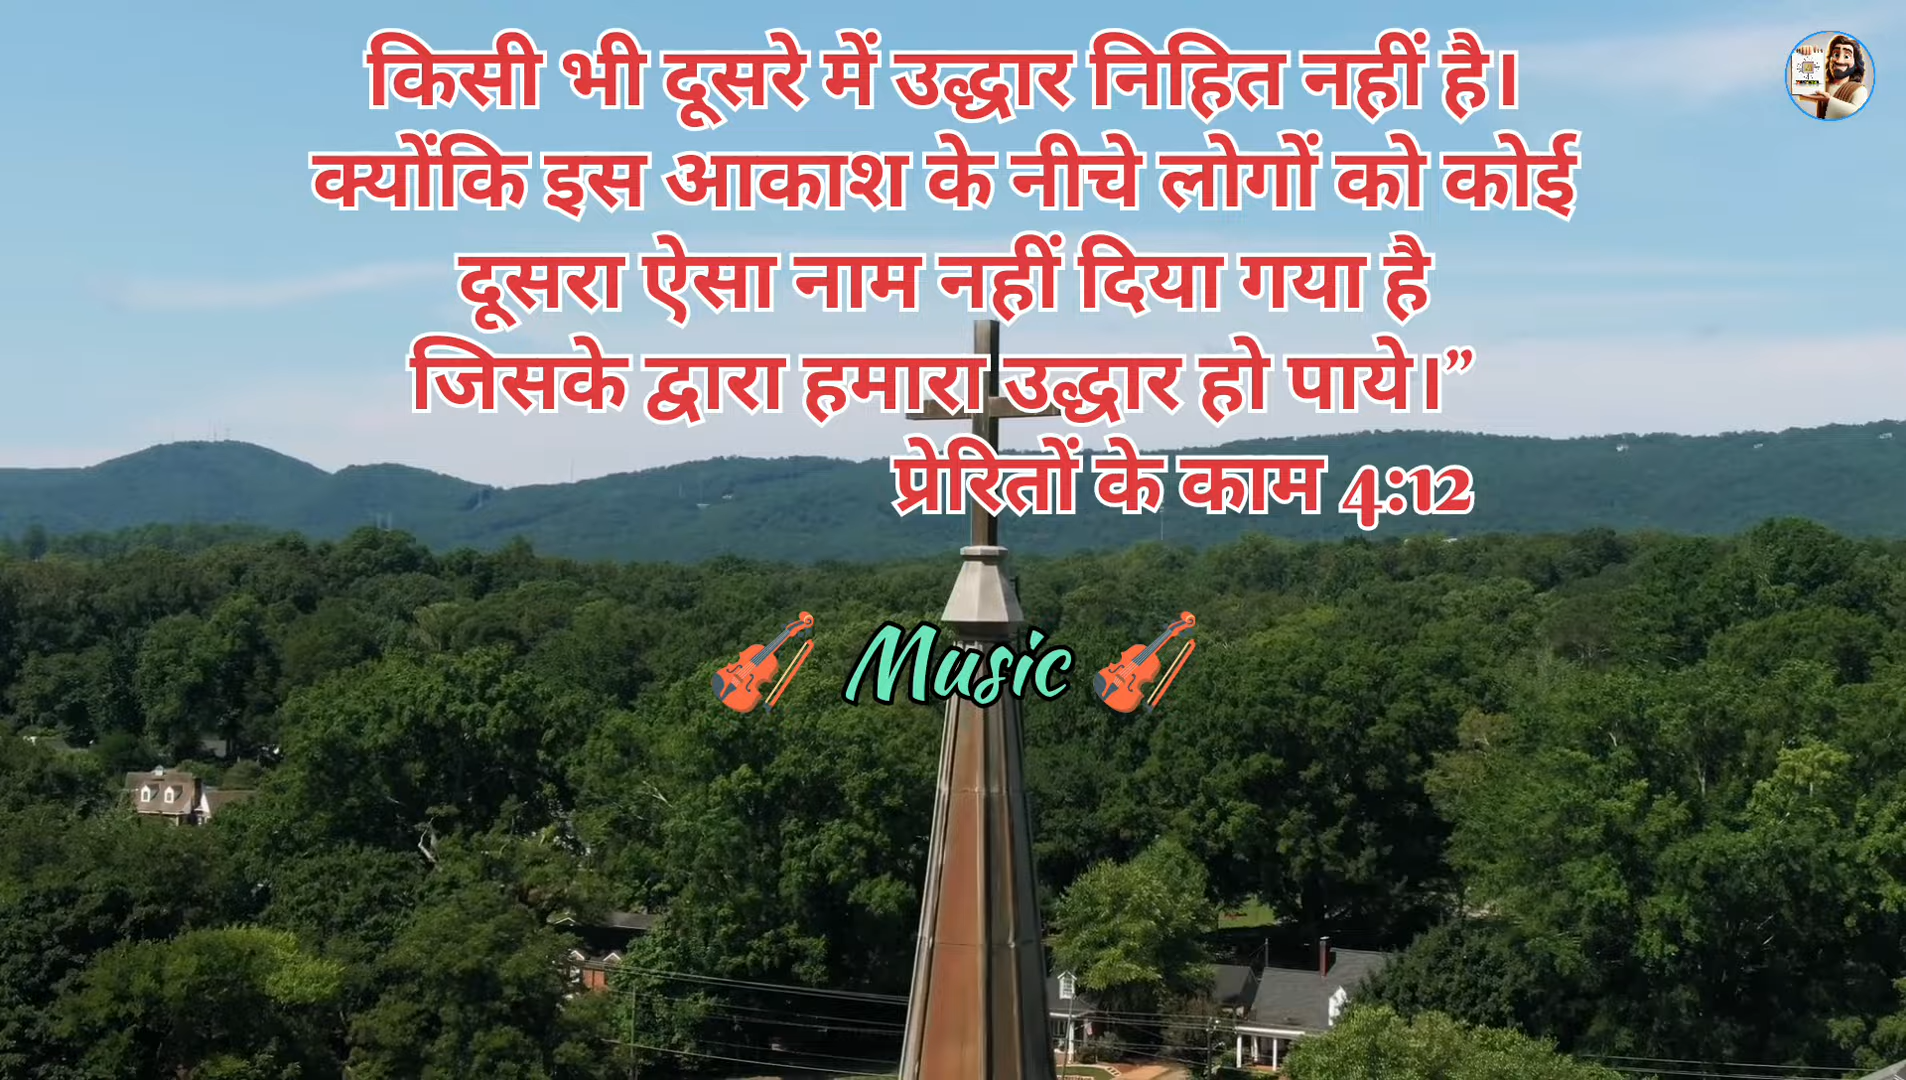 किसी भी दूसरे में उद्धार निहित नहीं है।
क्योंकि इस आकाश के नीचे लोगों को कोई
दूसरा ऐसा नाम नहीं दिया गया है
जिसके द्वारा हमारा उद्धार हो पाये।”
प्रेरितों के काम 4:12
Music